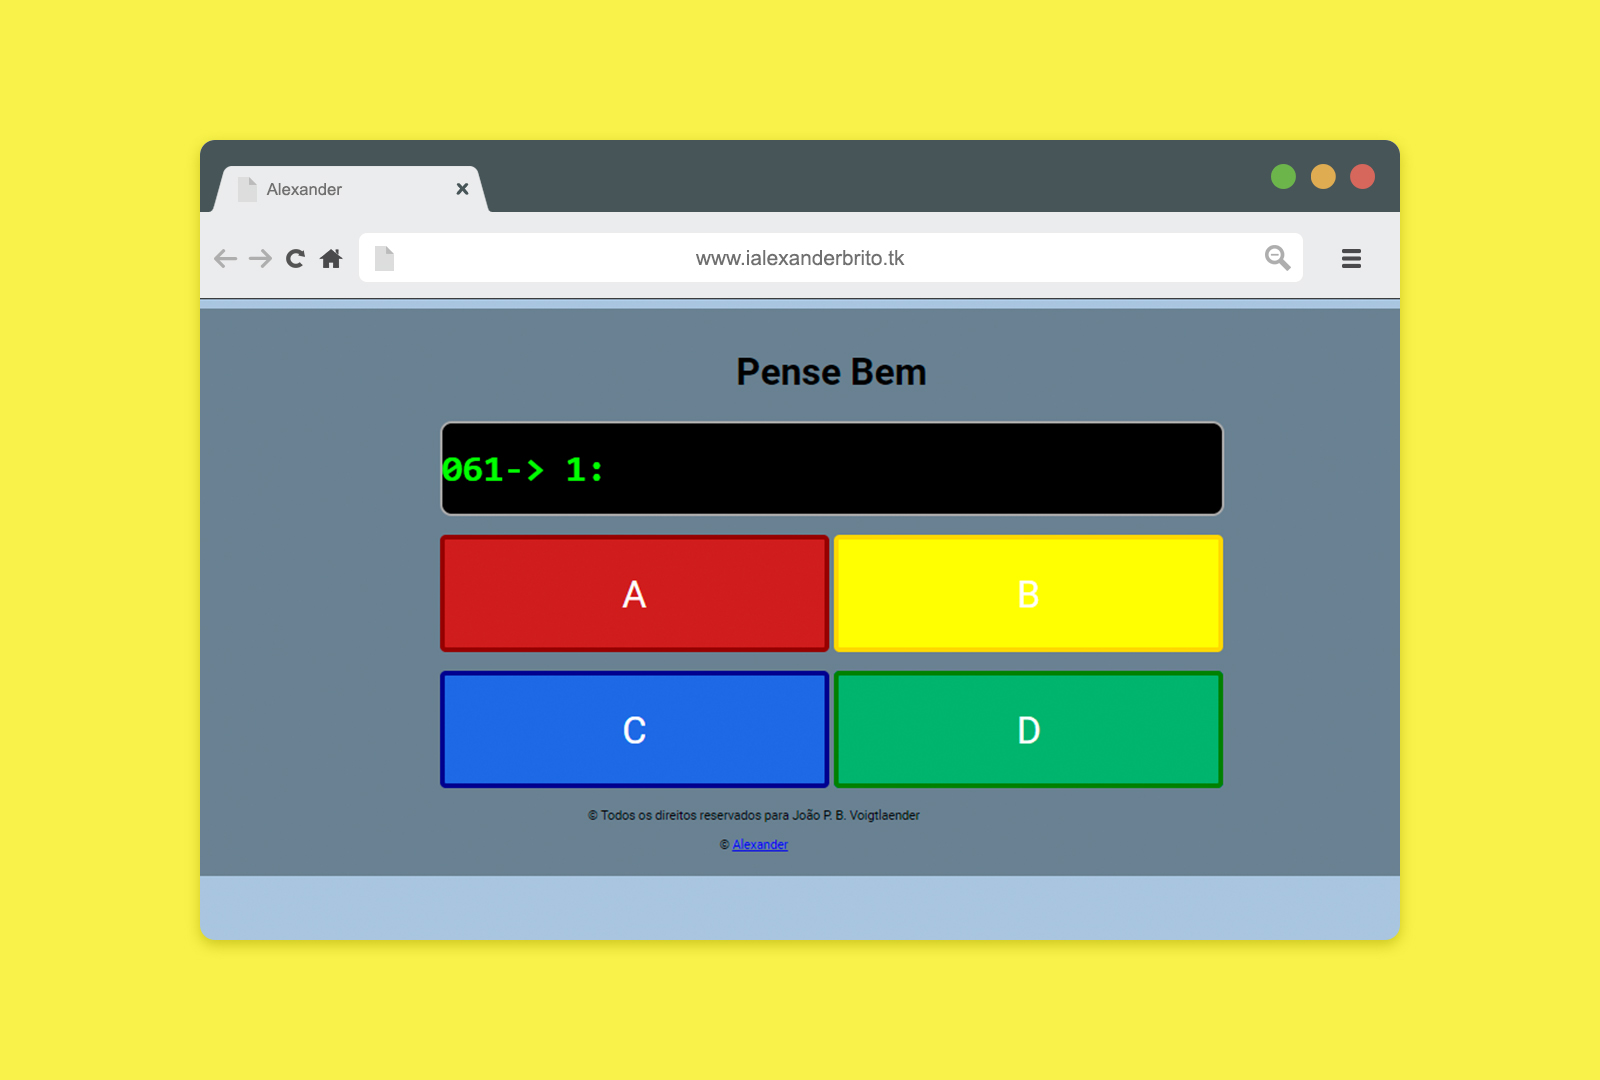 Alexander
www.ialexanderbrito.tk
Pense Bem
061-> 1:
A
B
C
D
© Todos os direitos reservados para João P. B. Voigtlaender
© Alexander